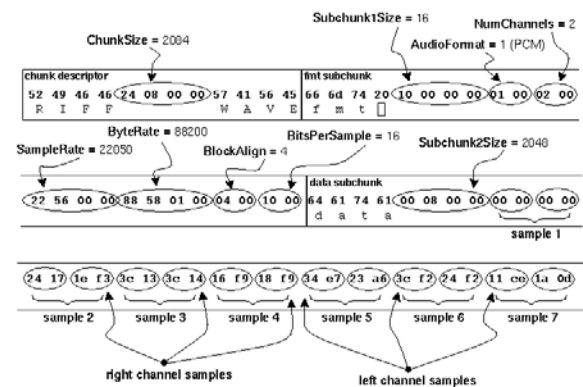 Subchunk1Size = 16
NumChannels = 2
ChunkSize = 2084
AudioFormat = 1 (PCM)
chunk descriptor
fmt subchunk
52 49 46 46 24 08 00 00 57 41 56 45 66 6d 74 20 10 00 00 00 01 00 02 00
R I F F W A V E f m t
ByteRate = 88200
BitsPerSample = 16
SampleRate = 22050
BlockAlign = 4
Subchunk2Size = 2048
data subchunk
22 56 00 00 88 58 01 00 04 00 10 00 64 61 74 61 00 08 00 00 00 00 00 00
d a t a
sample 1
24 17 1e f3 3c 13 3c 14 16 f9 18 f9 34 e7 23 a6 3c f2 24 f2 11 ce 1a 0d
sample 2 sample 3 sample 4 sample 5 sample 6 sample 7
right channel samples
left channel samples